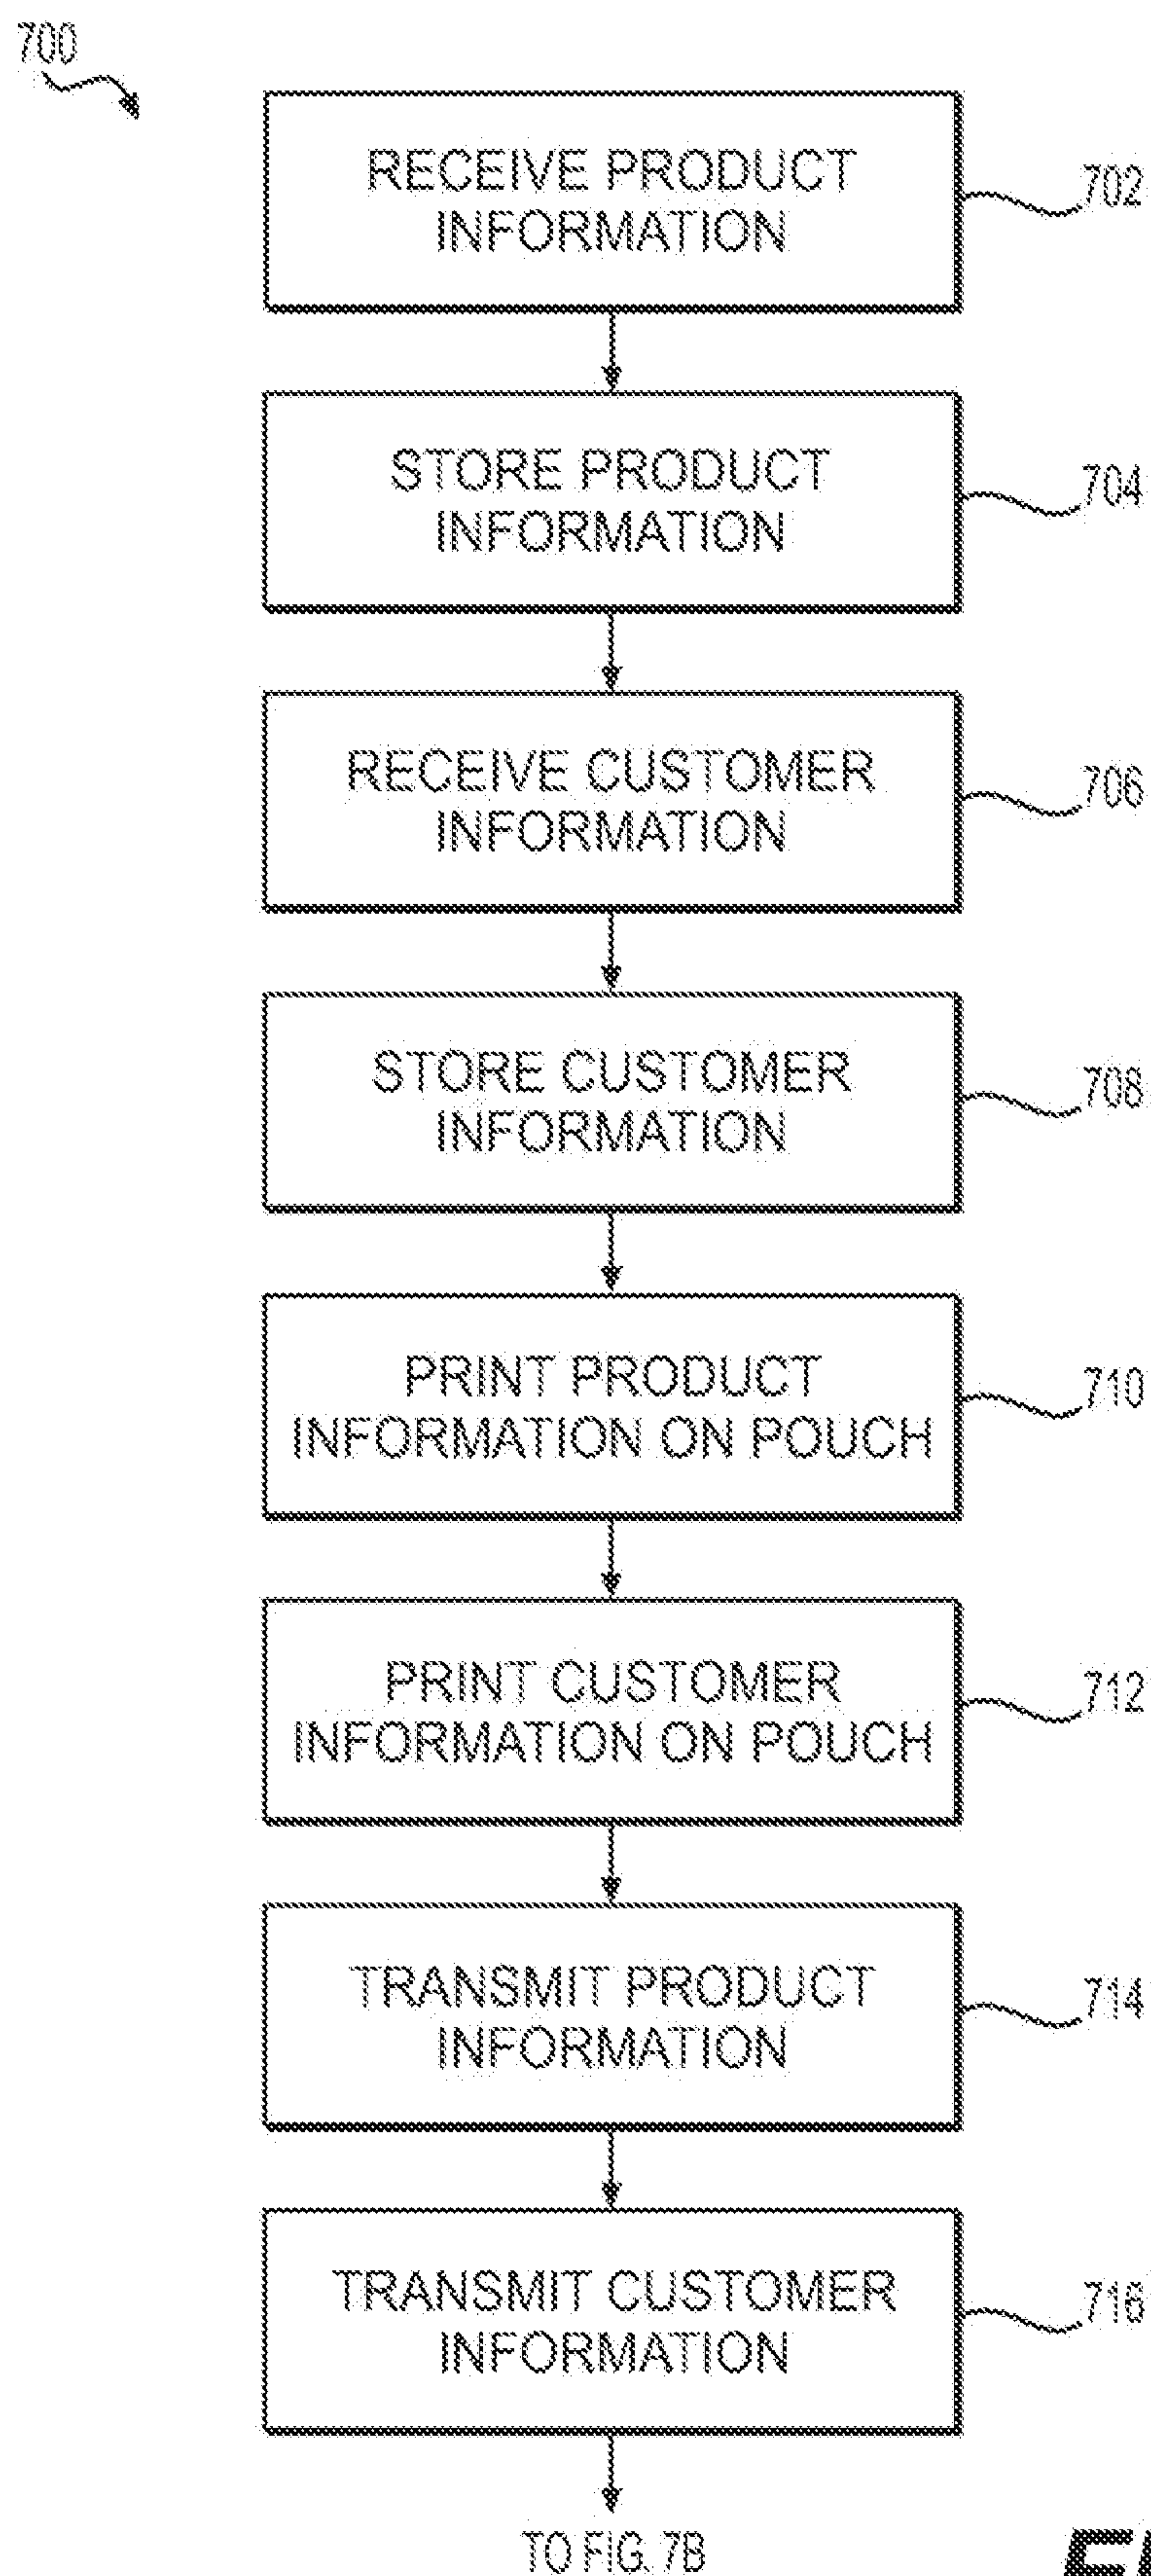 700
RECEIVE PRODUCT
INFORMATION
702
STORE PRODUCT
INFORMATION
704
RECEIVE CUSTOMER
INFORMATION
706
STORE CUSTOMER
INFORMATION
708
PRINT PRODUCT
INFORMATION ON POUCH
710
PRINT CUSTOMER
INFORMATION ON POUCH
712
TRANSMIT PRODUCT
INFORMATION
714
TRANSMIT CUSTOMER
INFORMATION
716
TO FIG. 7B